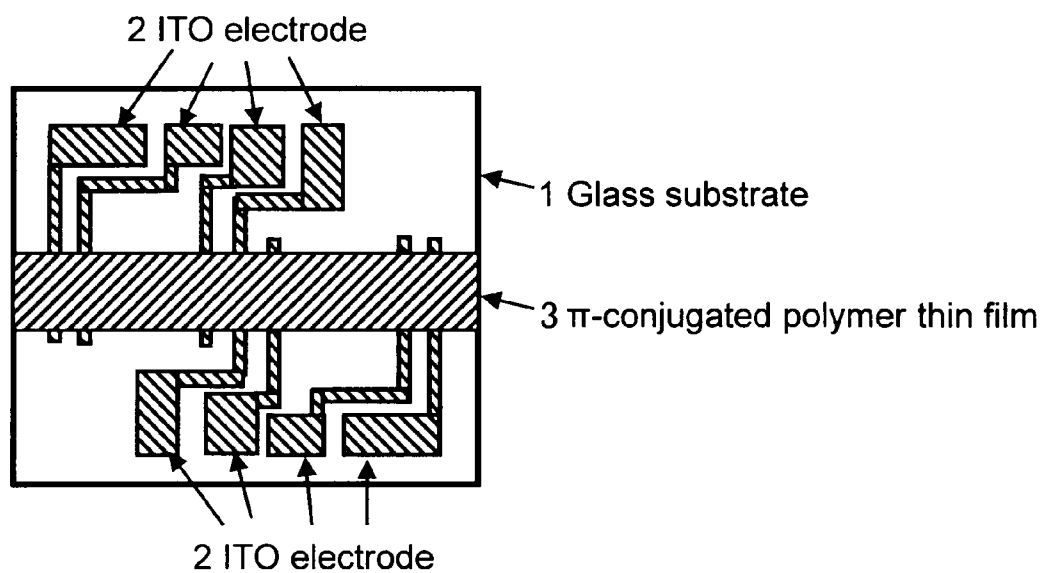 2 ITO electrode
1 Glass substrate
3 π-conjugated polymer thin film
2 ITO electrode